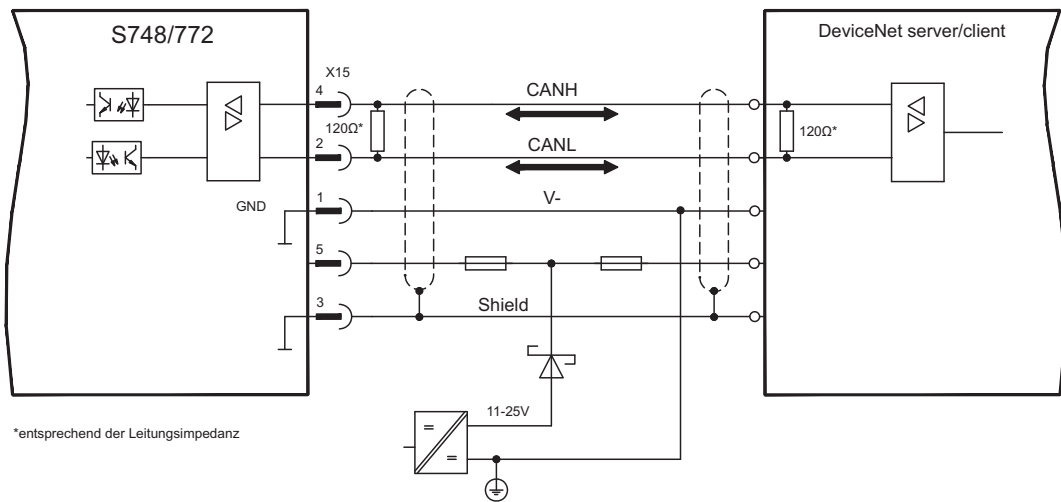 S748/772
DeviceNet server/client
X15
4
CANH
120Ω*
120Ω*
2
CANL
1
GND
V-
5
3
Shield
11-25V
=
=
*entsprechend der Leitungsimpedanz